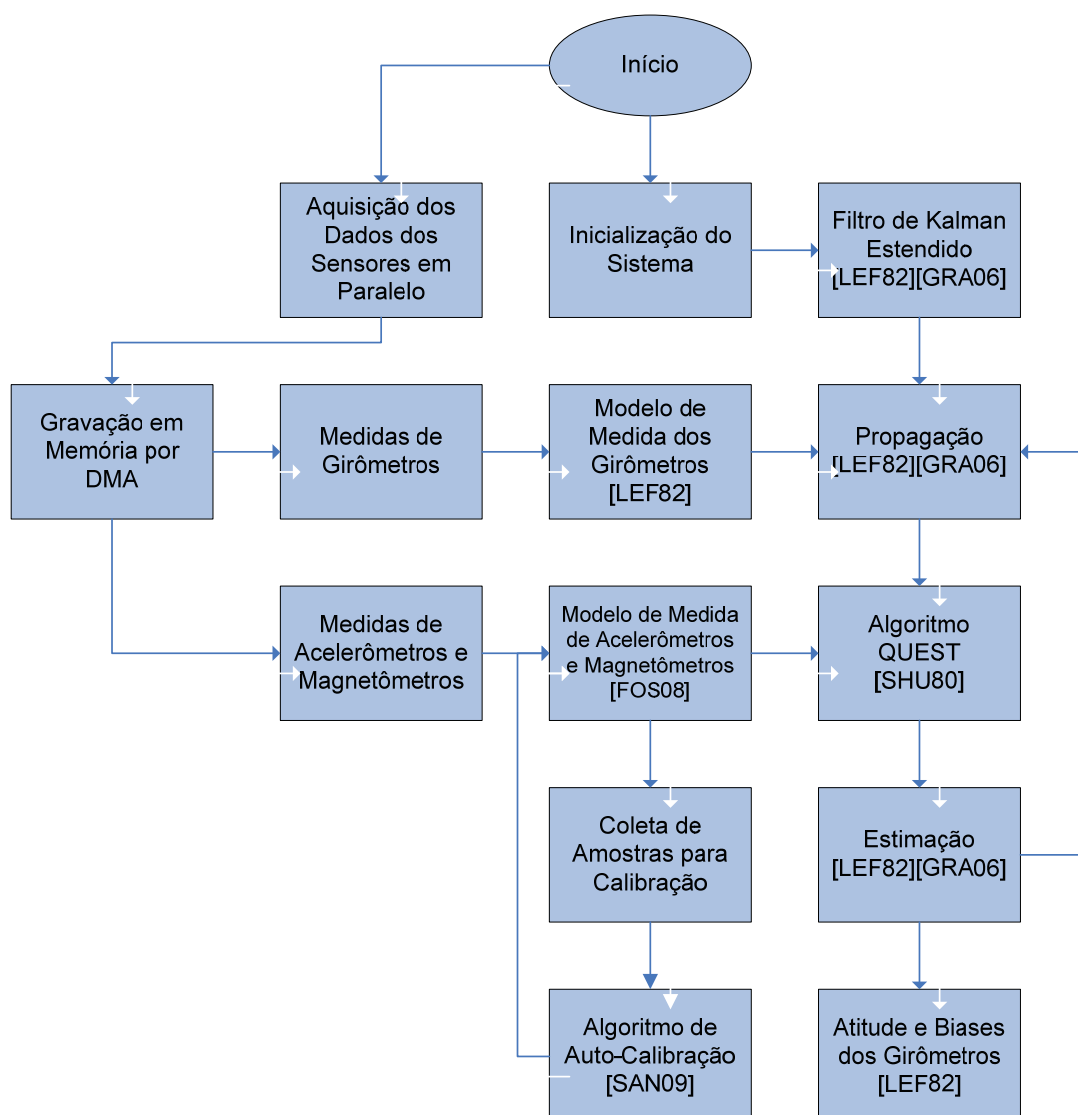 Início
Aquisição dos
Dados dos
Sensores em
Paralelo
Inicialização do
Sistema
Filtro de Kalman
Estendido
[LEF82][GRA06]
Gravação em
Memória por
DMA
Medidas de
Girômetros
Modelo de
Medida dos
Girômetros
[LEF82]
Propagação
[LEF82][GRA06]
Medidas de
Acelerômetros e
Magnetômetros
Modelo de Medida
de Acelerômetros
e Magnetômetros
[FOS08]
Algoritmo
QUEST
[SHU80]
Coleta de
Amostras para
Calibração
Estimação
[LEF82][GRA06]
Algoritmo de
Auto-Calibração
[SAN09]
Atitude e Biases
dos Girômetros
[LEF82]